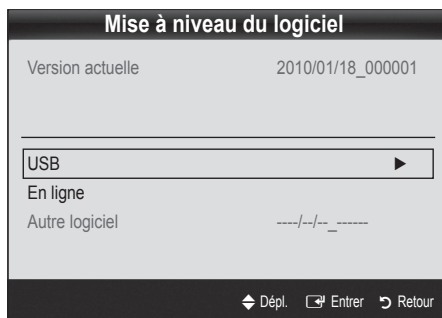 Mise à niveau du logiciel
Version actuelle 2010/01/18_000001
USB ►
En ligne
Autre logiciel ----/--/--_------
Dépl. Entrer Retour